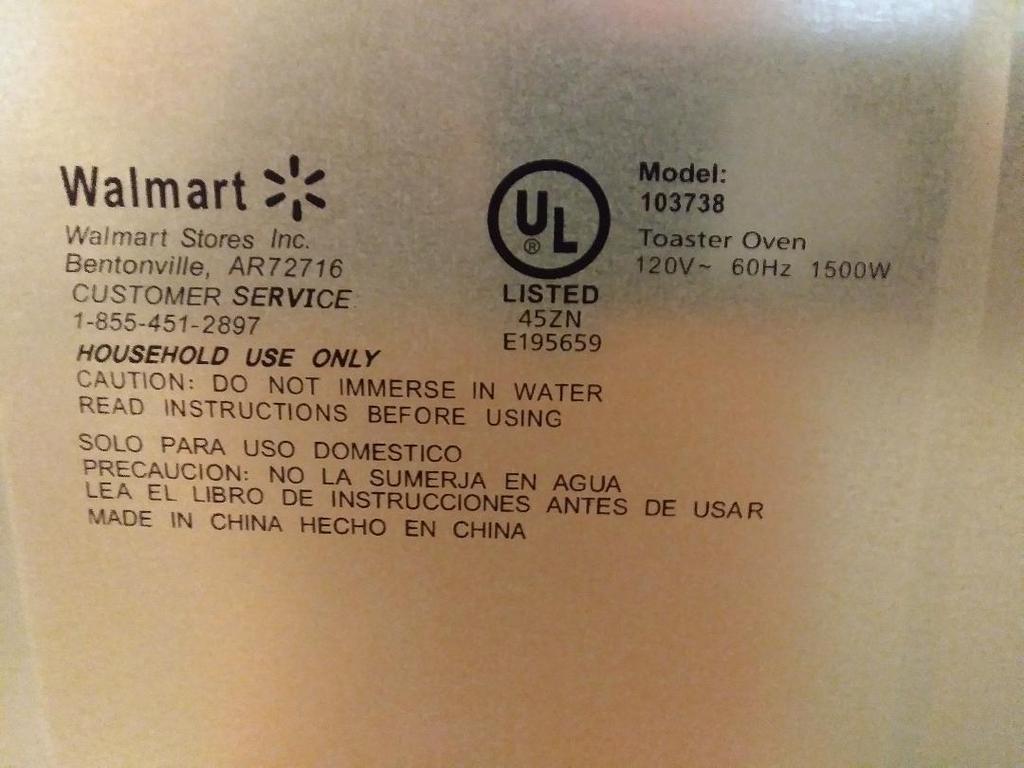 Walmart
Walmart Stores Inc.
Bentonville, AR72716
CUSTOMER SERVICE
1-855-451-2897
HOUSEHOLD USE ONLY
CAUTION: DO NOT IMMERSE IN WATER
READ INSTRUCTIONS BEFORE USING
SOLO PARA USO DOMESTICO
PRECAUCION: NO LA SUMERJA EN AGUA
LEA EL LIBRO DE INSTRUCCIONES ANTES DE USAR
MADE IN CHINA HECHO EN CHINA
UL
®
LISTED
45ZN
E195659
Model:
103738
Toaster Oven
120V~ 60Hz 1500W